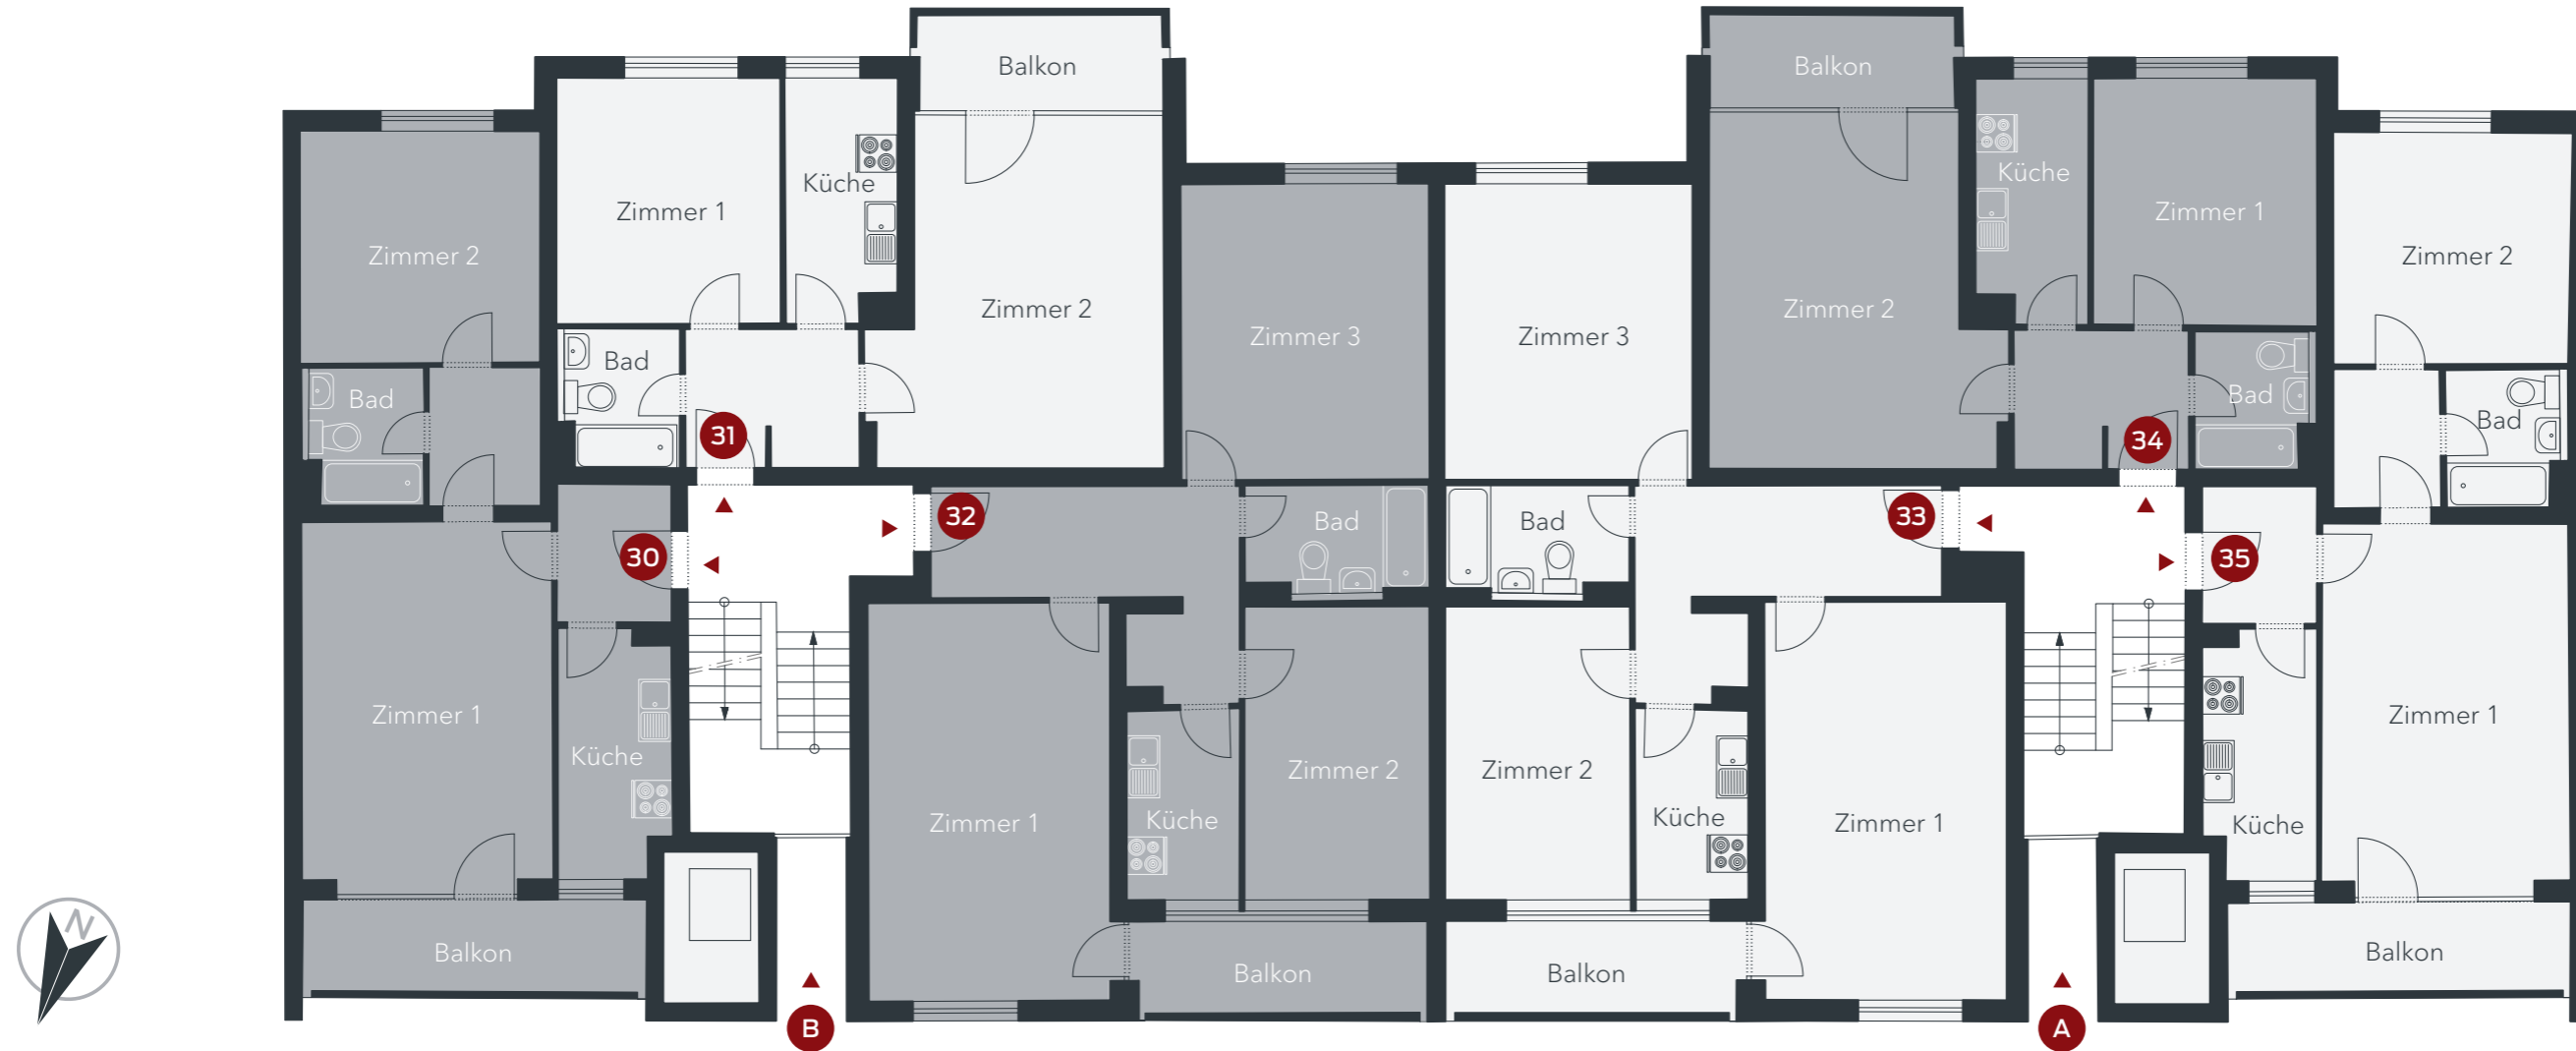 Balkon
Balkon
Küche
Küche
Zimmer 1
Zimmer 1
Zimmer 2
Zimmer 2
Zimmer 2
Zimmer 2
Zimmer 3
Zimmer 3
Bad
Bad
Bad
Bad
31
34
32
Bad
Bad
33
30
35
Zimmer 1
Zimmer 1
Küche
Zimmer 2
Zimmer 2
Zimmer 1
Küche
Küche
Zimmer 1
Küche
N
Balkon
Balkon
Balkon
Balkon
B
A